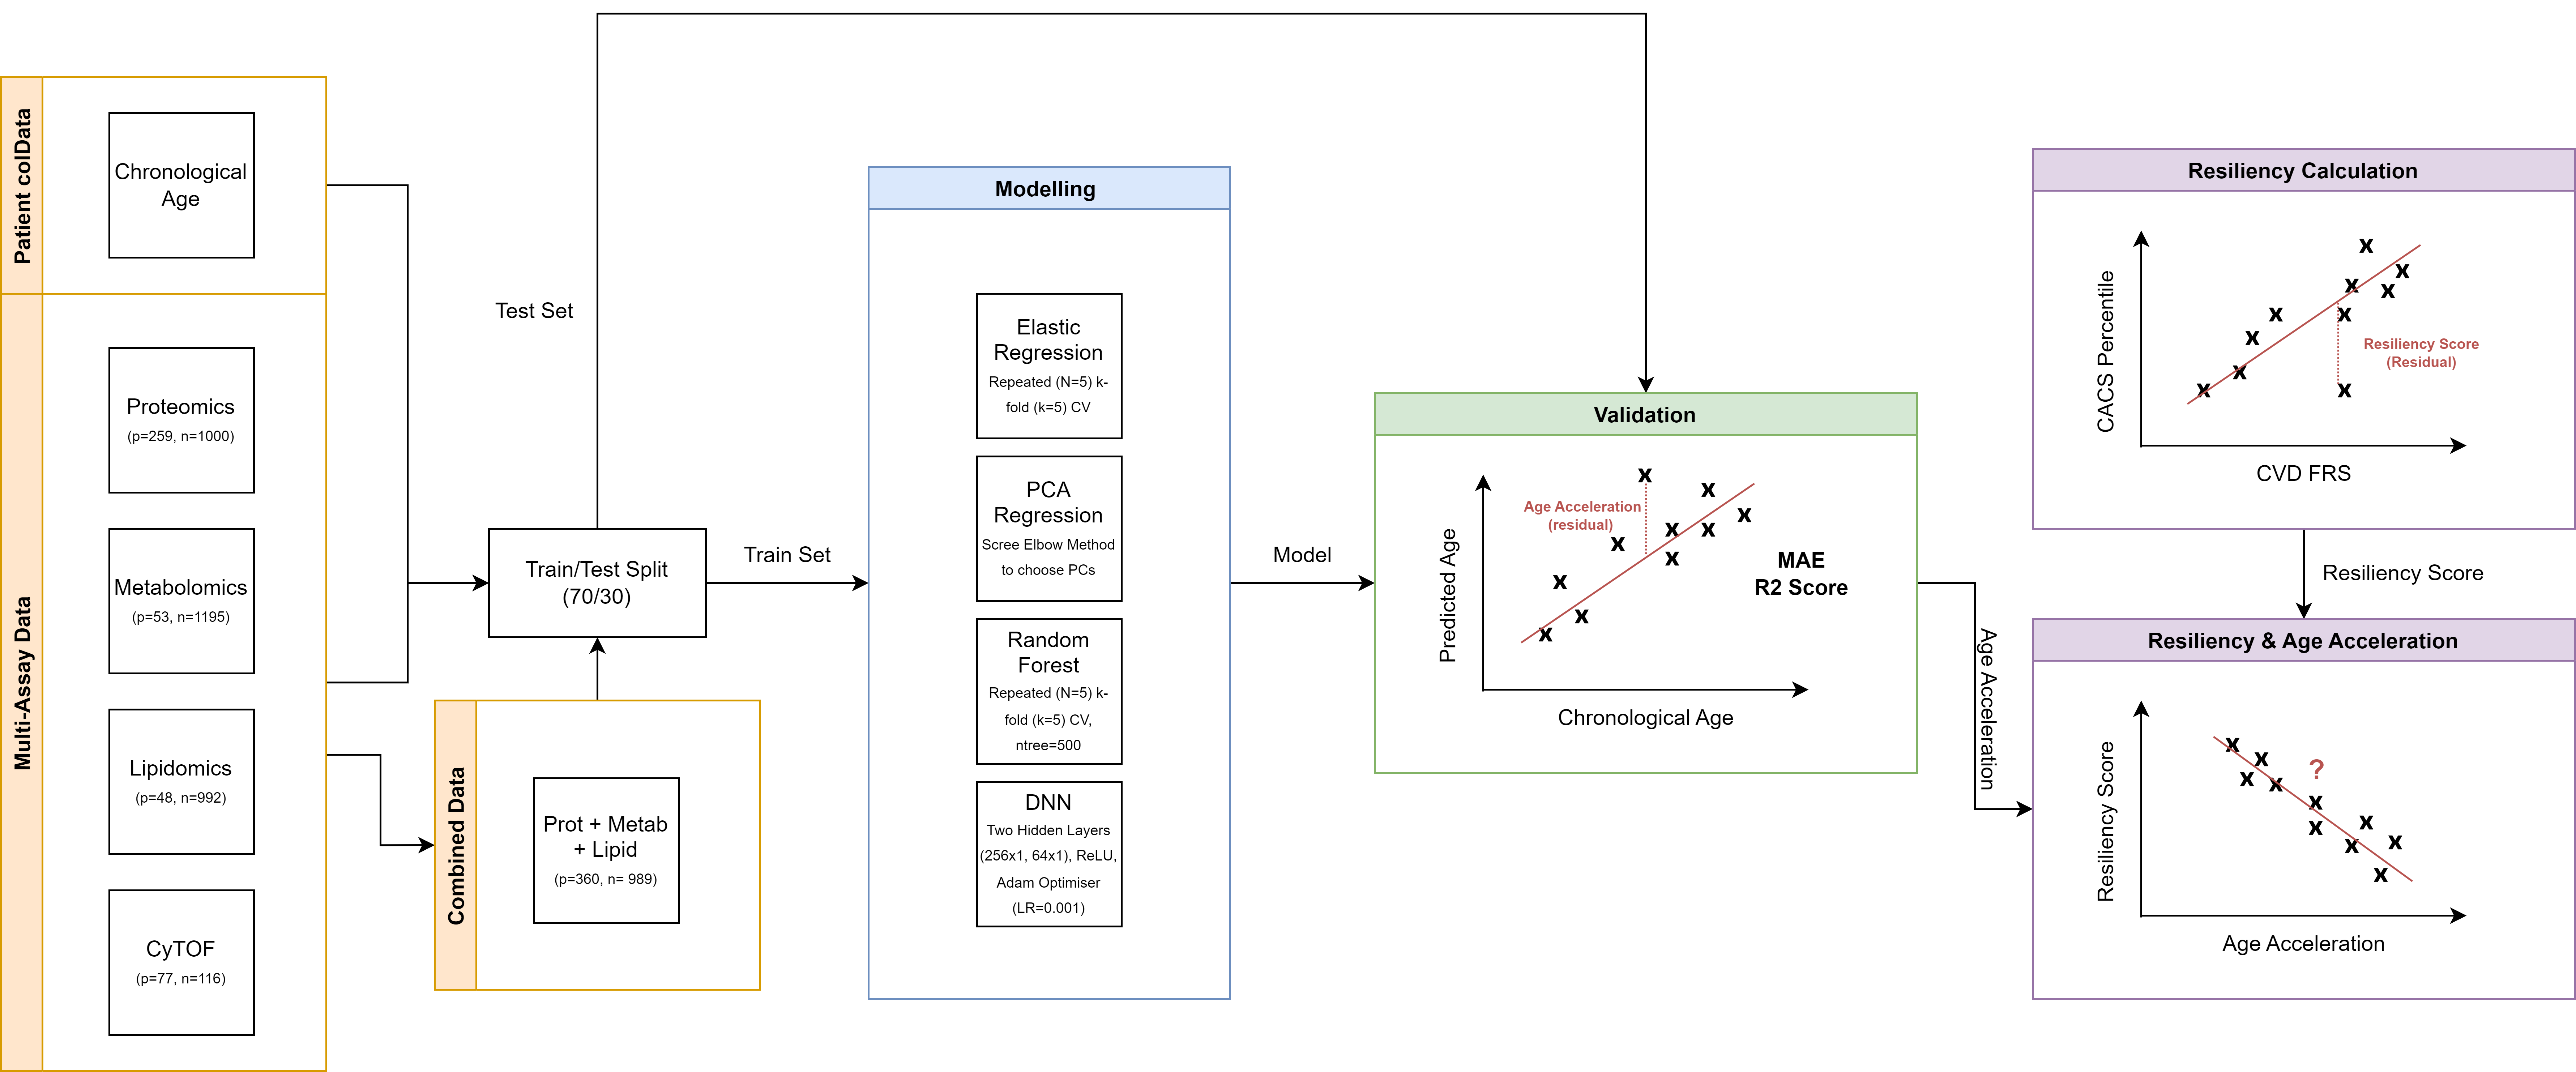 Patient colData
Chronological
Age
Multi-Assay Data
Proteomics
(p=259, n=1000)
Metabolomics
(p=53, n=1195)
Lipidomics
(p=48, n=992)
CyTOF
(p=77, n=116)
Combined Data
Prot + Metab
+ Lipid
(p=360, n= 989)
Train/Test Split
(70/30)
Test Set
Train Set
Modelling
Elastic
Regression
Repeated (N=5) k-
fold (k=5) CV
PCA
Regression
Scree Elbow Method
to choose PCs
Random
Forest
Repeated (N=5) k-
fold (k=5) CV,
ntree=500
DNN
Two Hidden Layers
(256x1, 64x1), ReLU,
Adam Optimiser
(LR=0.001)
Model
Validation
Predicted Age
Age Acceleration
(residual)
MAE
R2 Score
Chronological Age
Age Acceleration
Resiliency Calculation
CACS Percentile
Resiliency Score
(Residual)
CVD FRS
Resiliency Score
Resiliency & Age Acceleration
Resiliency Score
?
Age Acceleration